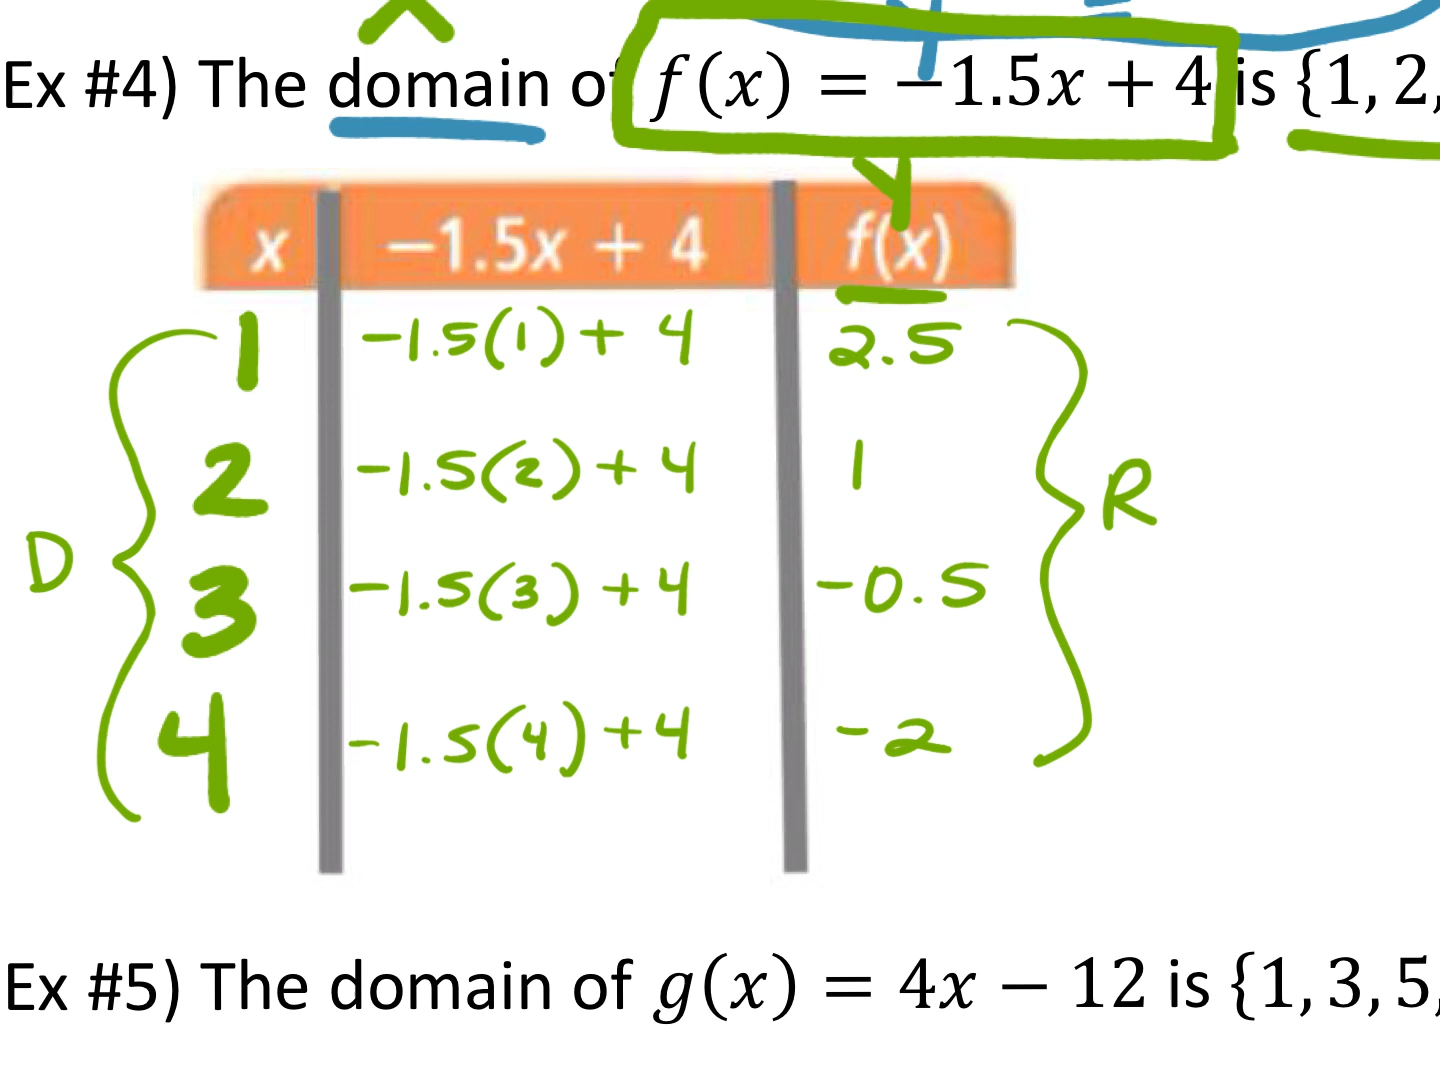 Ex #4) The domain of f(x) = −1.5x + 4 is {1, 2,
Y
x −1.5x + 4 f(x)
1 -1.5(1) + 4 2.5
2 -1.5(2) + 4 1
D R
3 -1.5(3) + 4 -0.5
4 -1.5(4) + 4 -2
Ex #5) The domain of g(x) = 4x − 12 is {1, 3, 5,